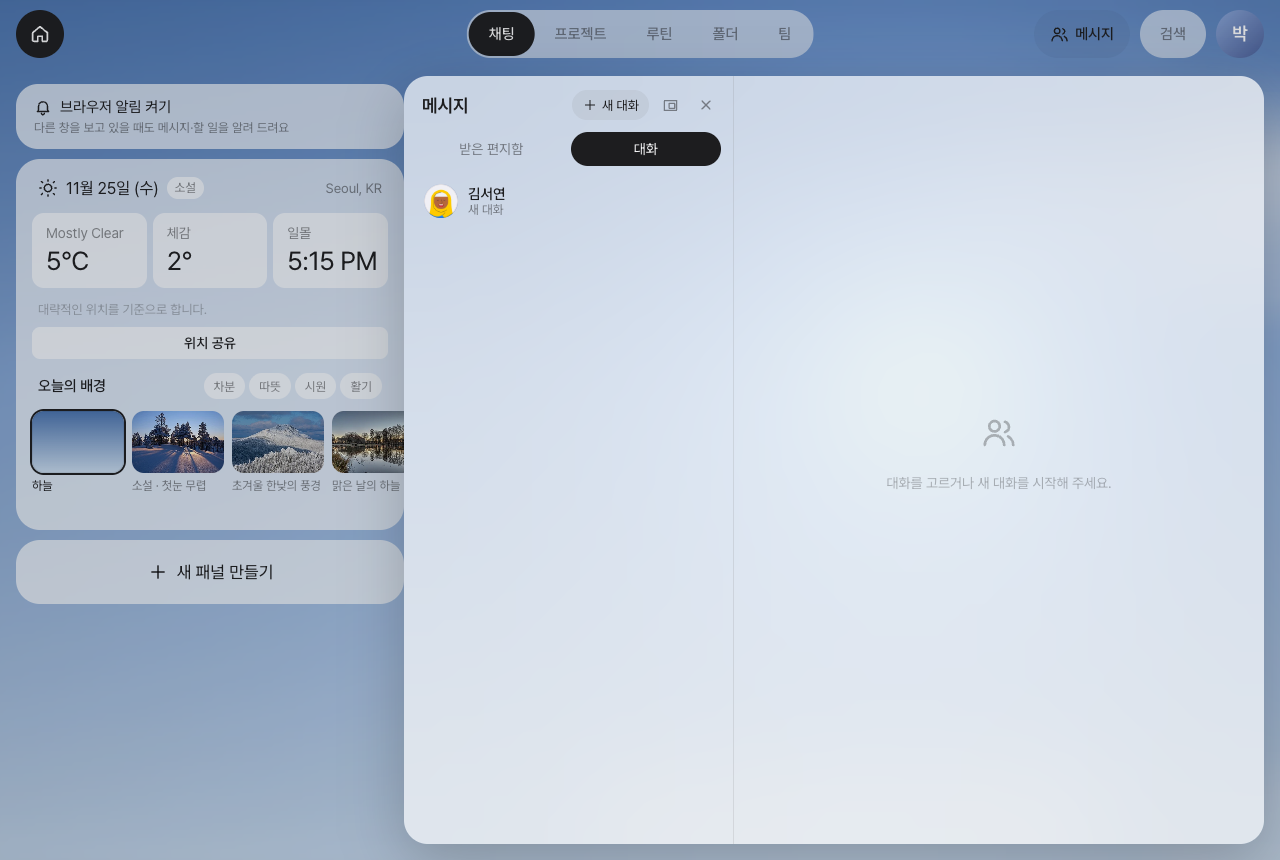 채팅
프로젝트
루틴
폴더
팀
메시지
검색
박
브라우저 알림 켜기
다른 창을 보고 있을 때도 메시지·할 일을 알려 드려요
11월 25일 (수)
소설
Seoul, KR
Mostly Clear
5°C
체감
2°
일몰
5:15 PM
대략적인 위치를 기준으로 합니다.
위치 공유
오늘의 배경
차분
따뜻
시원
활기
하늘
소설 · 첫눈 무렵
초겨울 한낮의 풍경
맑은 날의 하늘
새 패널 만들기
메시지
새 대화
받은 편지함
대화
김서연
새 대화
대화를 고르거나 새 대화를 시작해 주세요.